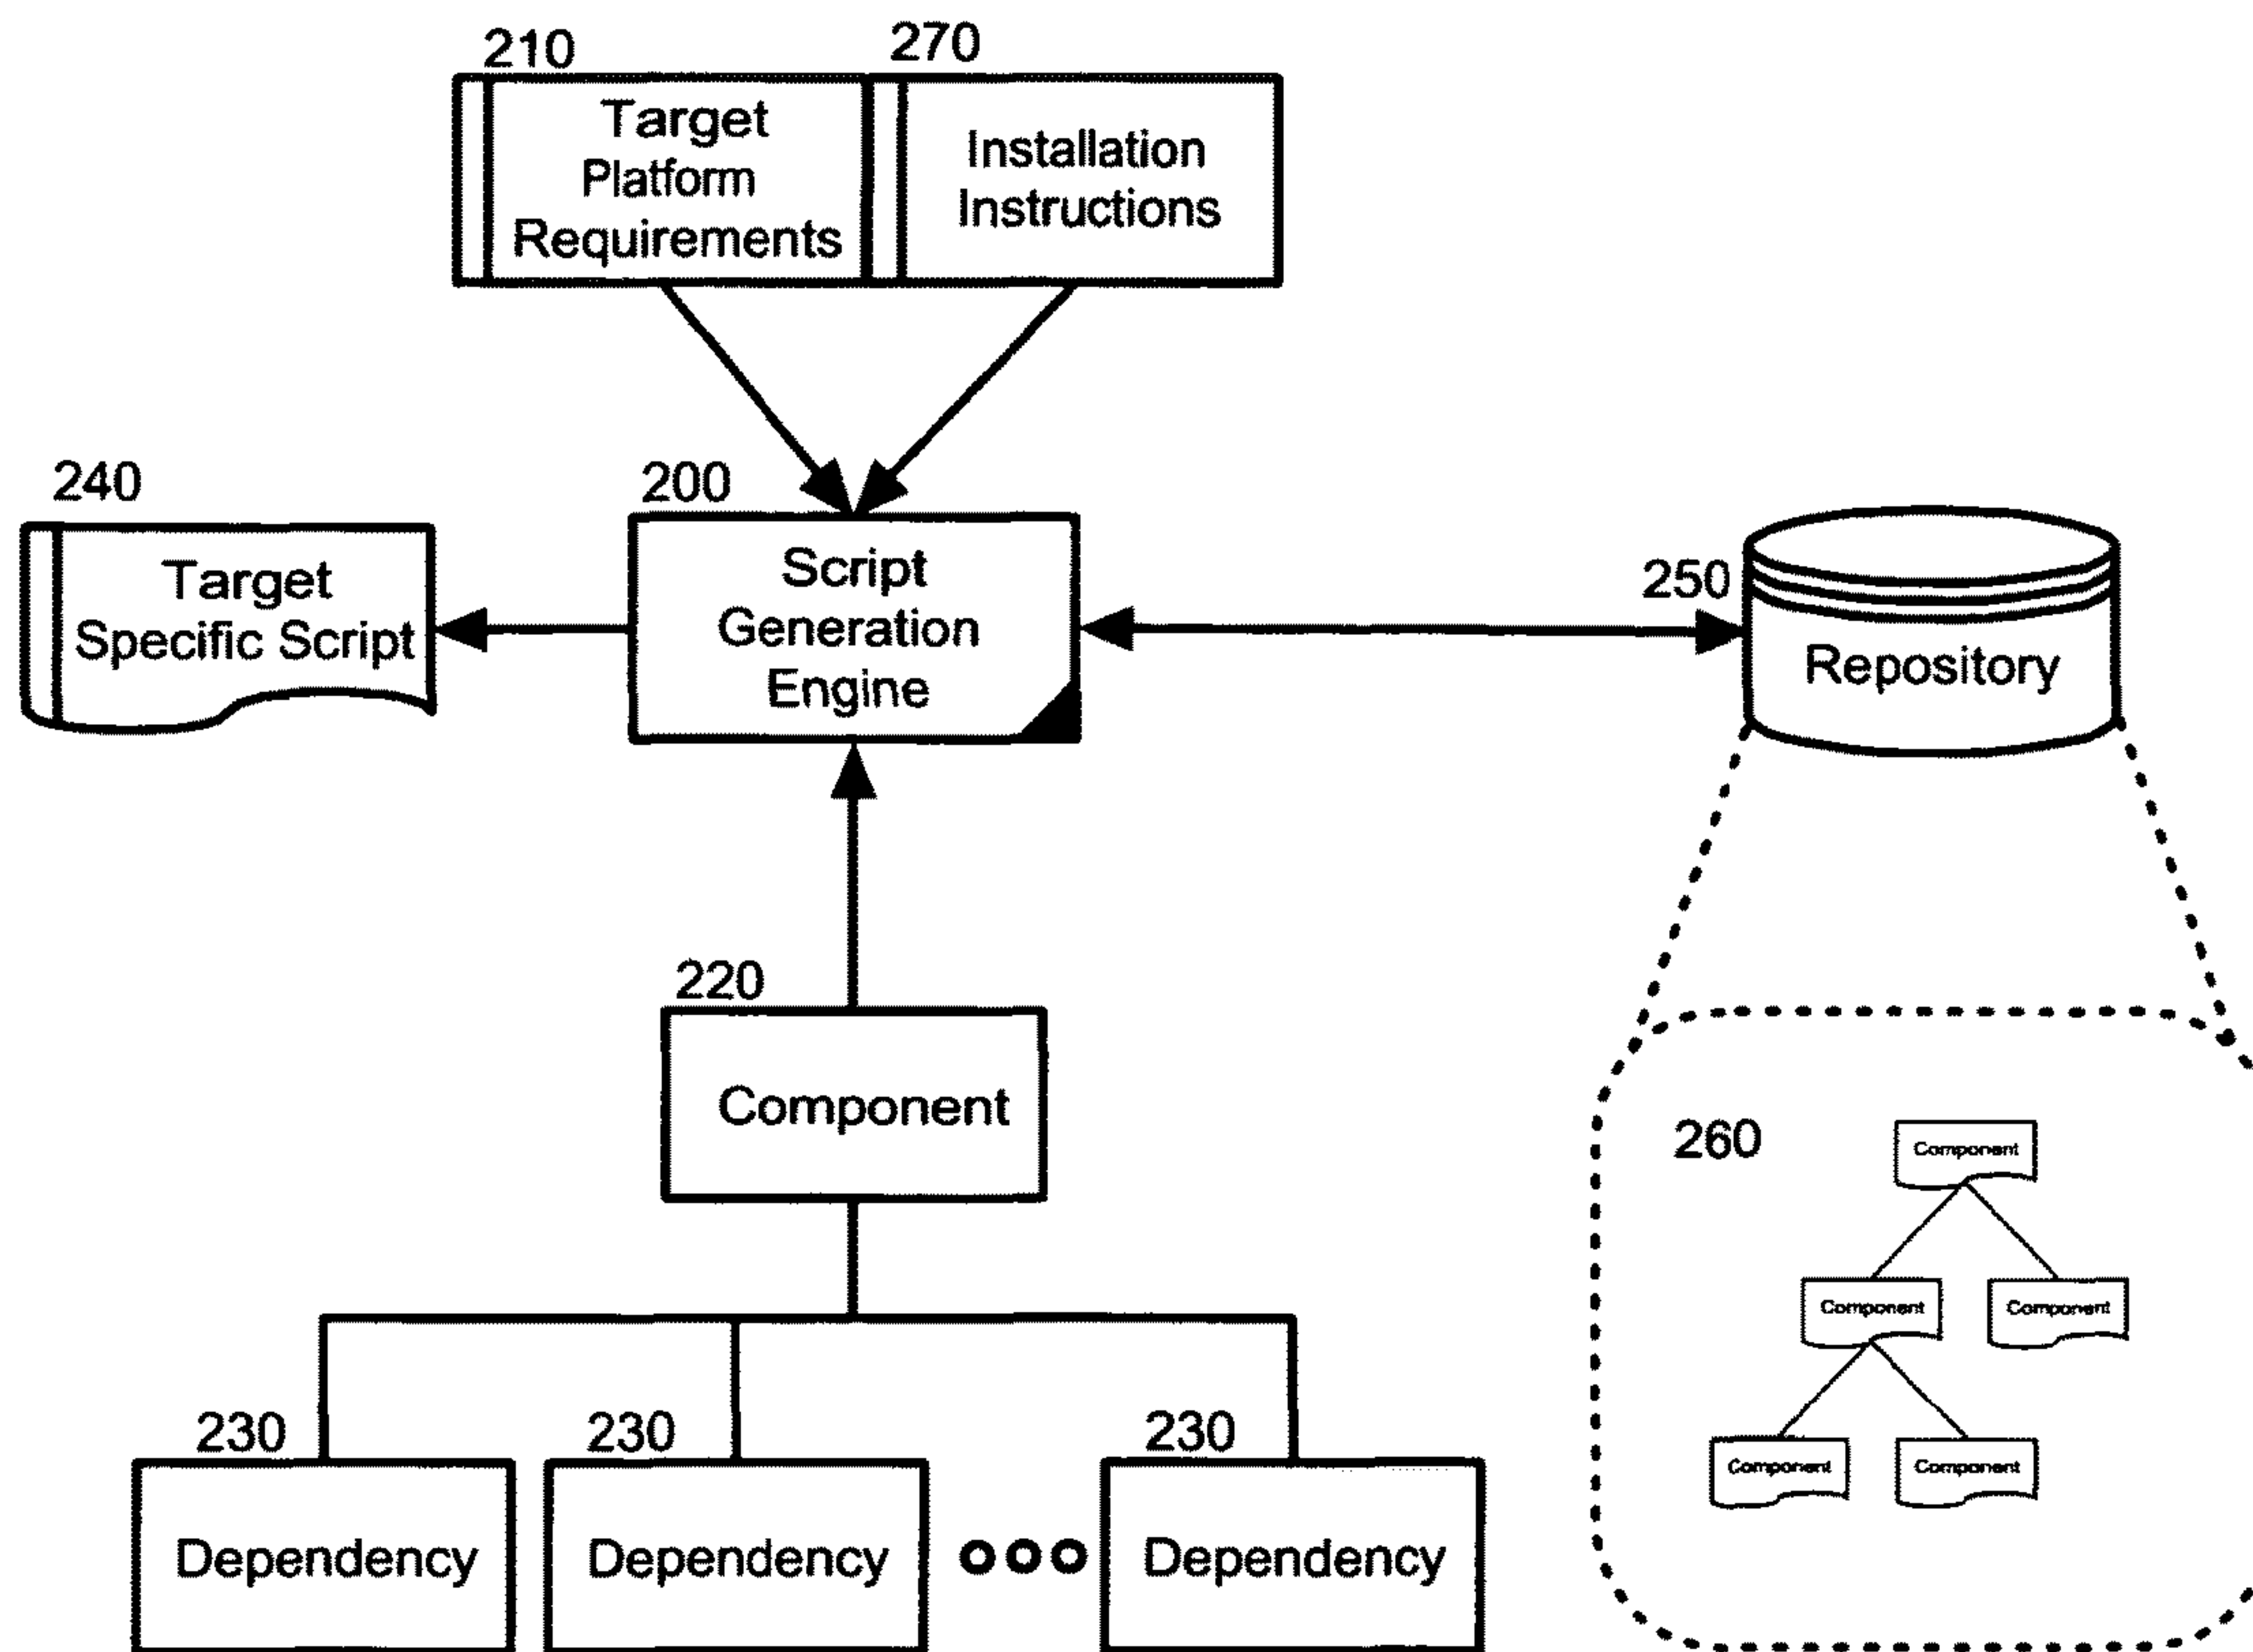 210
270
Target
Platform
Requirements
Installation
Instructions
240
200
Target
Specific Script
Script
Generation
Engine
250
Repository
220
Component
260
Component
Component
Component
Component
Component
230
230
230
Dependency
Dependency
Dependency